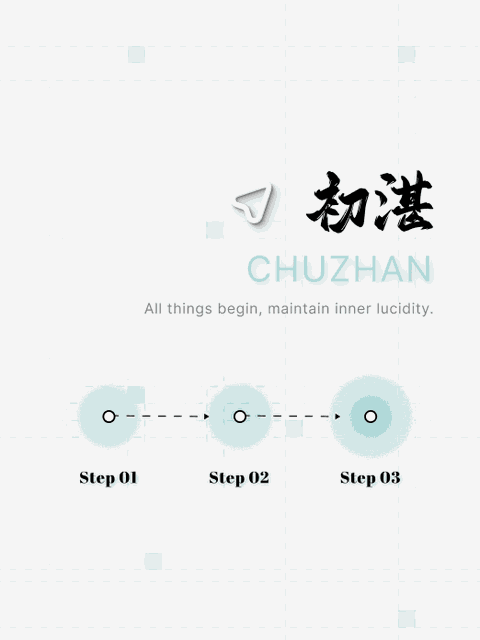 初湛
CHUZHAN
All things begin, maintain inner lucidity.
Step 01 Step 02 Step 03